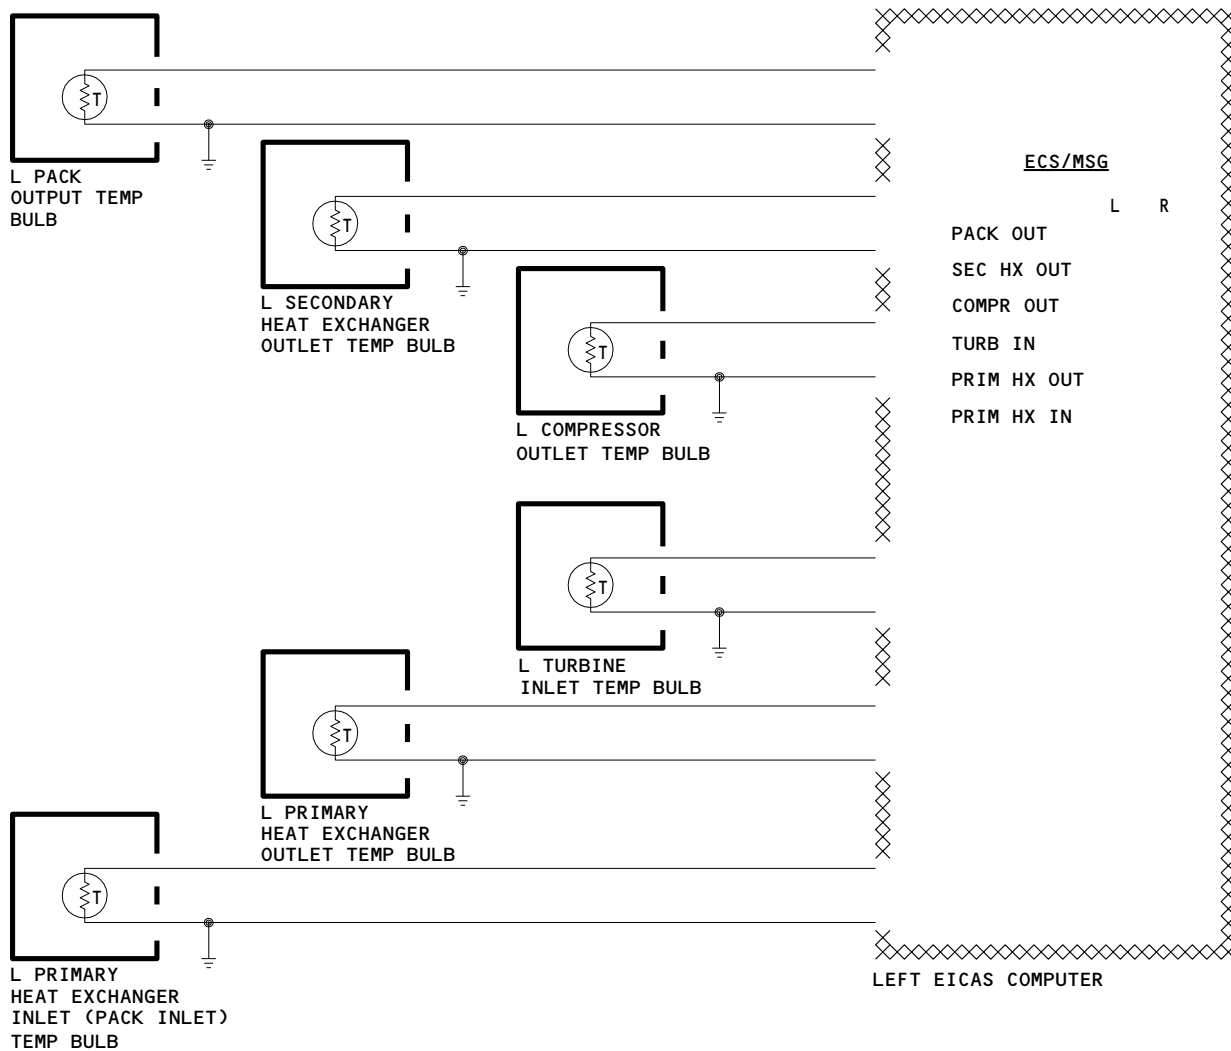 T
L PACK
OUTPUT TEMP
BULB
T
L SECONDARY
HEAT EXCHANGER
OUTLET TEMP BULB
T
L COMPRESSOR
OUTLET TEMP BULB
T
L TURBINE
INLET TEMP BULB
T
L PRIMARY
HEAT EXCHANGER
OUTLET TEMP BULB
T
L PRIMARY
HEAT EXCHANGER
INLET (PACK INLET)
TEMP BULB
ECS/MSG
L R
PACK OUT
SEC HX OUT
COMPR OUT
TURB IN
PRIM HX OUT
PRIM HX IN
LEFT EICAS COMPUTER